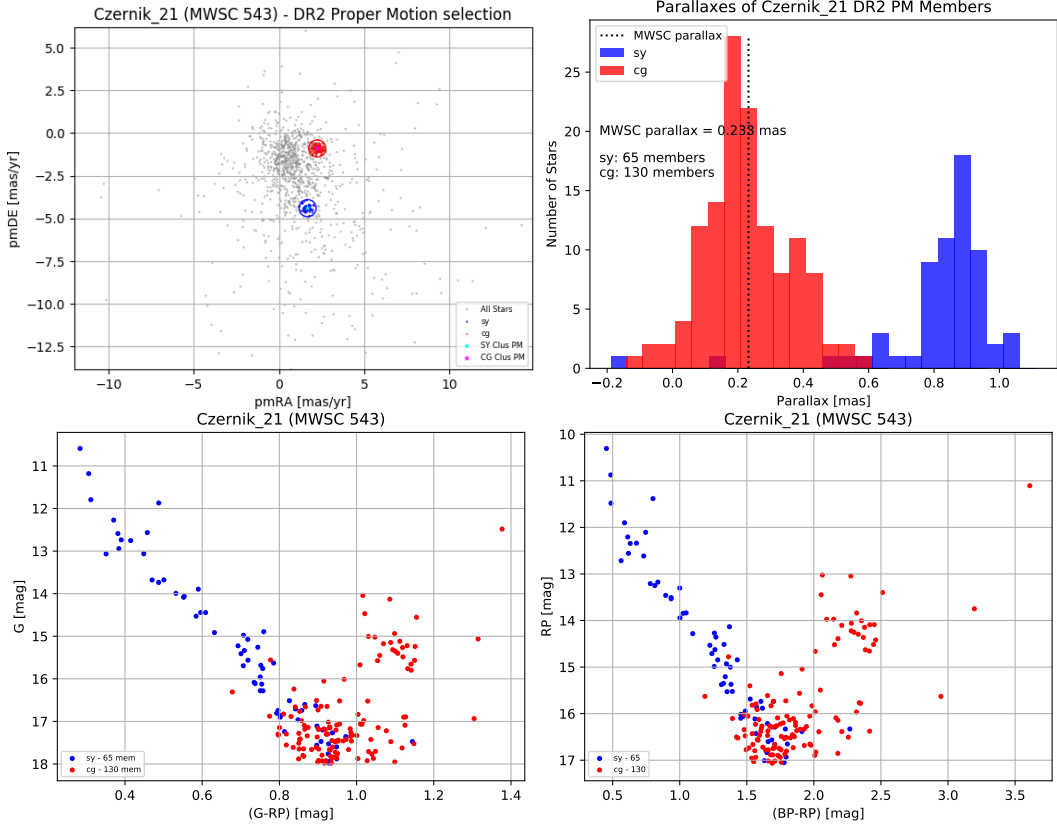 Czernik_21 (MWSC 543) - DR2 Proper Motion selection
5.0
2.5
0.0
−2.5
−5.0
−7.5
−10.0
−12.5
pmDE [mas/yr]
All Stars
sy
cg
SY Clus PM
CG Clus PM
−10
−5
0
5
10
pmRA [mas/yr]
Parallaxes of Czernik_21 DR2 PM Members
MWSC parallax
sy
cg
MWSC parallax = 0.233 mas
sy: 65 members
cg: 130 members
25
20
15
10
5
0
Number of Stars
−0.2
0.0
0.2
0.4
0.6
0.8
1.0
Parallax [mas]
Czernik_21 (MWSC 543)
11
12
13
14
15
16
17
18
G [mag]
sy - 65 mem
cg - 130 mem
0.4
0.6
0.8
1.0
1.2
1.4
(G-RP) [mag]
Czernik_21 (MWSC 543)
10
11
12
13
14
15
16
17
RP [mag]
sy - 65
cg - 130
0.5
1.0
1.5
2.0
2.5
3.0
3.5
(BP-RP) [mag]